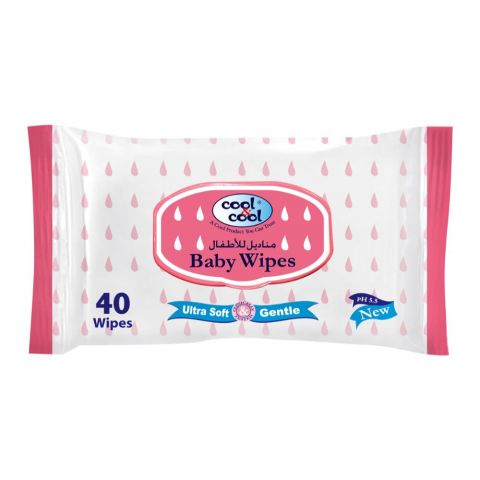 cool
&
cool
A Cool Product You Can Trust
مناديل للأطفال
Baby Wipes
40
Wipes
Ultra Soft & Gentle
PH 5.5
New